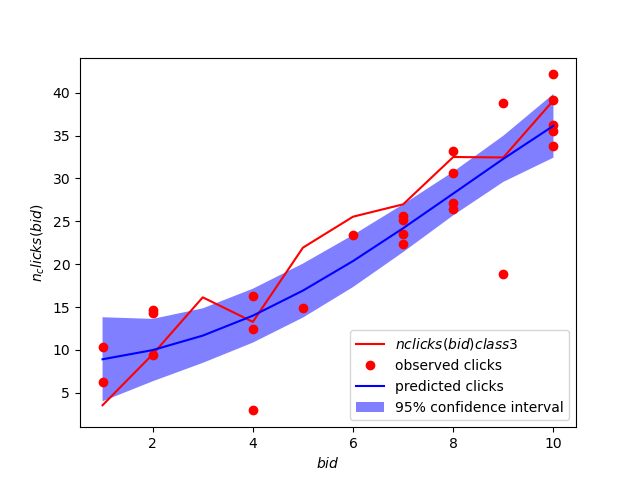 40
35
30
25
20
15
10
5
n_clicks(bid)
nclicks(bid)class3
observed clicks
predicted clicks
95% confidence interval
2 4 6 8 10
bid